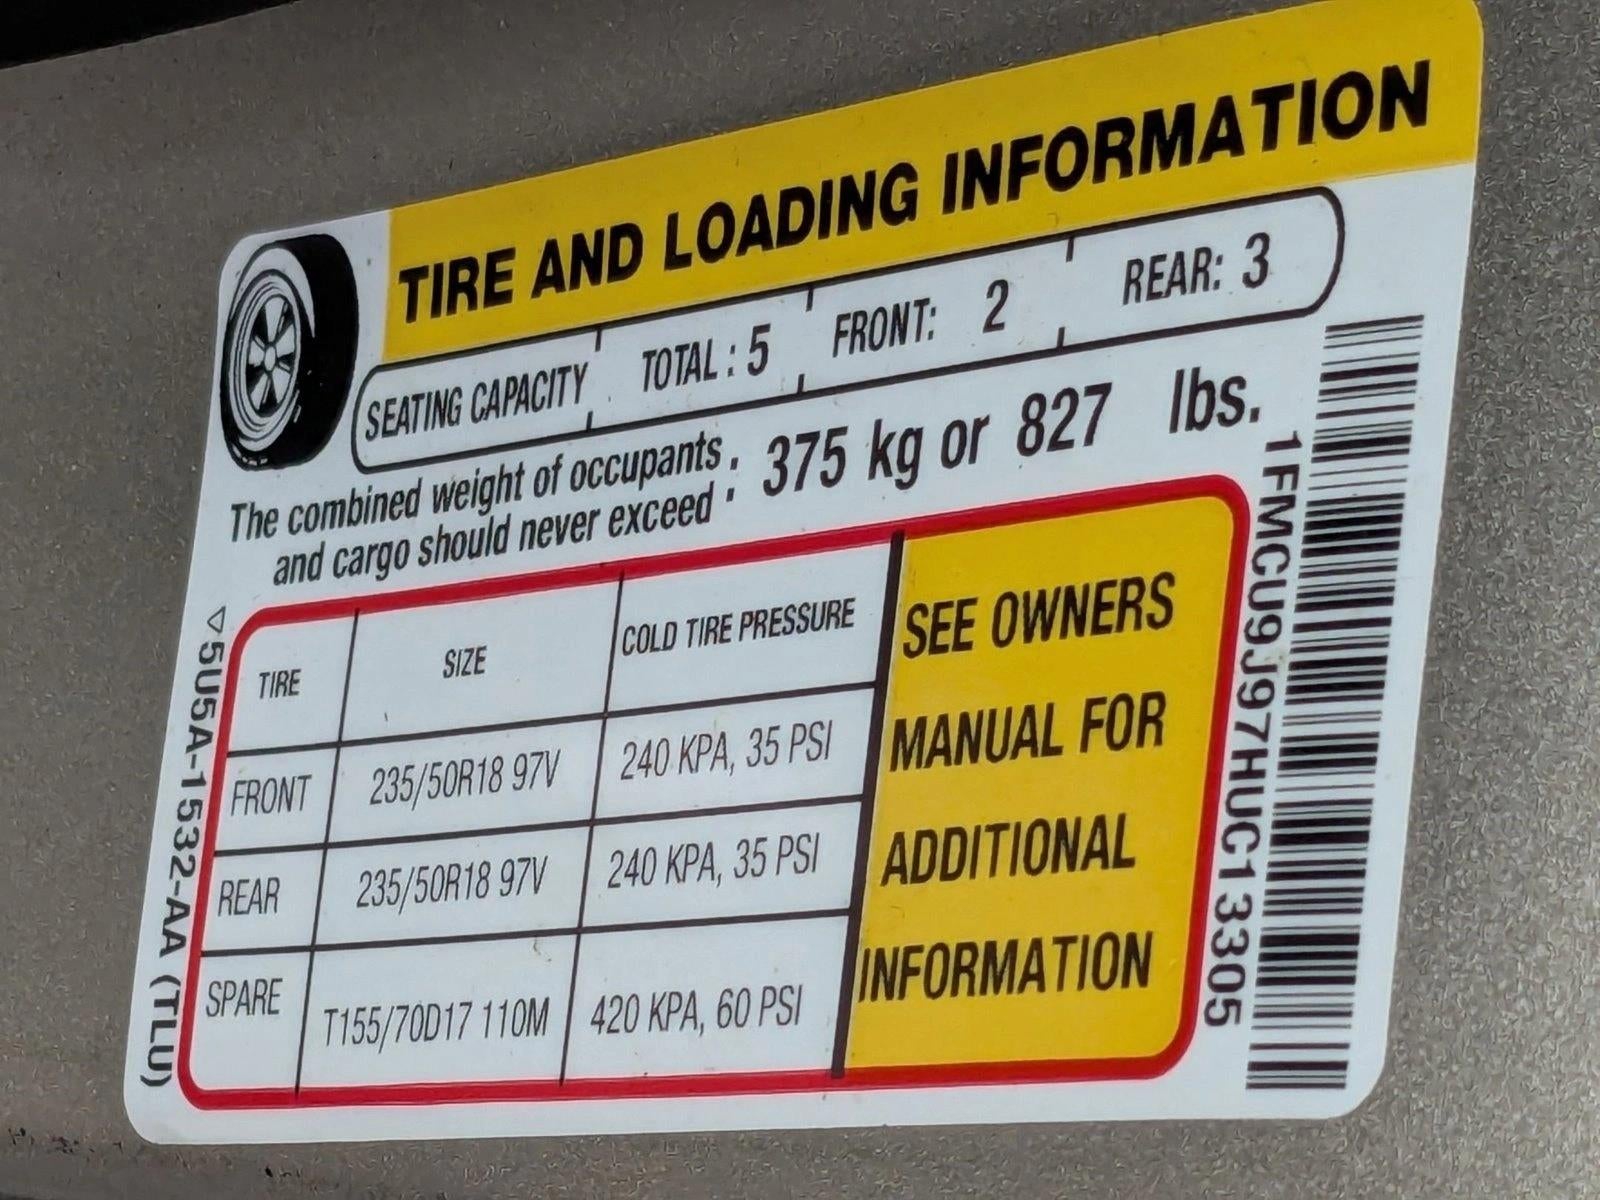 TIRE AND LOADING INFORMATION
SEATING CAPACITY TOTAL : 5 FRONT: 2 REAR: 3
The combined weight of occupants
and cargo should never exceed : 375 kg or 827 lbs.
TIRE SIZE COLD TIRE PRESSURE
FRONT 235/50R18 97V 240 KPA, 35 PSI
REAR 235/50R18 97V 240 KPA, 35 PSI
SPARE T155/70D17 110M 420 KPA, 60 PSI
SEE OWNERS
MANUAL FOR
ADDITIONAL
INFORMATION
5U5A-1532-AA (TLU)
1FMCU9J97HUC13305